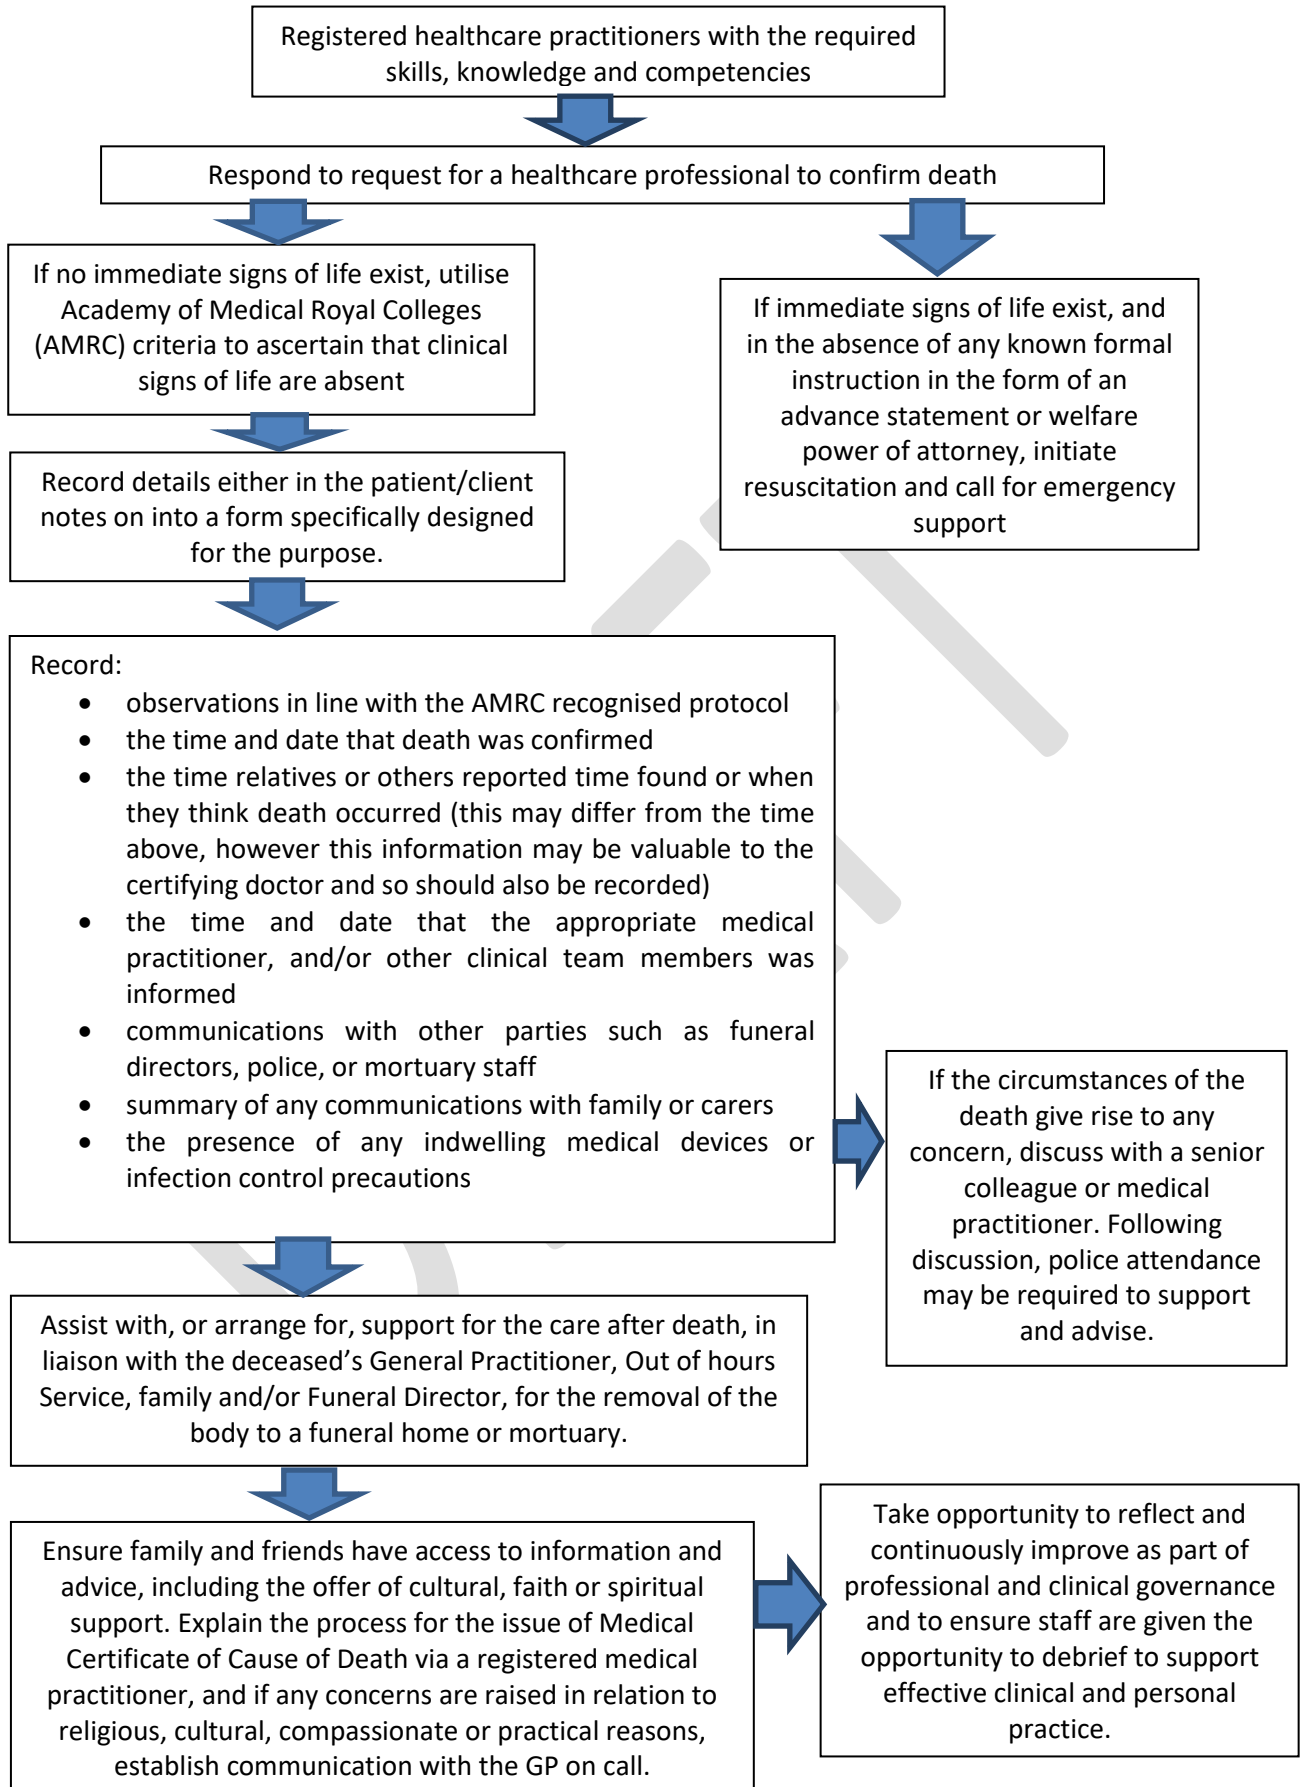 Registered healthcare practitioners with the required
skills, knowledge and competencies
Respond to request for a healthcare professional to confirm death
If no immediate signs of life exist, utilise
Academy of Medical Royal Colleges
(AMRC) criteria to ascertain that clinical
signs of life are absent
If immediate signs of life exist, and
in the absence of any known formal
instruction in the form of an
advance statement or welfare
power of attorney, initiate
resuscitation and call for emergency
support
Record details either in the patient/client
notes on into a form specifically designed
for the purpose.
Record:
• observations in line with the AMRC recognised protocol
• the time and date that death was confirmed
• the time relatives or others reported time found or when
they think death occurred (this may differ from the time
above, however this information may be valuable to the
certifying doctor and so should also be recorded)
• the time and date that the appropriate medical
practitioner, and/or other clinical team members was
informed
• communications with other parties such as funeral
directors, police, or mortuary staff
• summary of any communications with family or carers
• the presence of any indwelling medical devices or
infection control precautions
If the circumstances of the
death give rise to any
concern, discuss with a senior
colleague or medical
practitioner. Following
discussion, police attendance
may be required to support
and advise.
Assist with, or arrange for, support for the care after death, in
liaison with the deceased’s General Practitioner, Out of hours
Service, family and/or Funeral Director, for the removal of the
body to a funeral home or mortuary.
Ensure family and friends have access to information and
advice, including the offer of cultural, faith or spiritual
support. Explain the process for the issue of Medical
Certificate of Cause of Death via a registered medical
practitioner, and if any concerns are raised in relation to
religious, cultural, compassionate or practical reasons,
establish communication with the GP on call.
Take opportunity to reflect and
continuously improve as part of
professional and clinical governance
and to ensure staff are given the
opportunity to debrief to support
effective clinical and personal
practice.